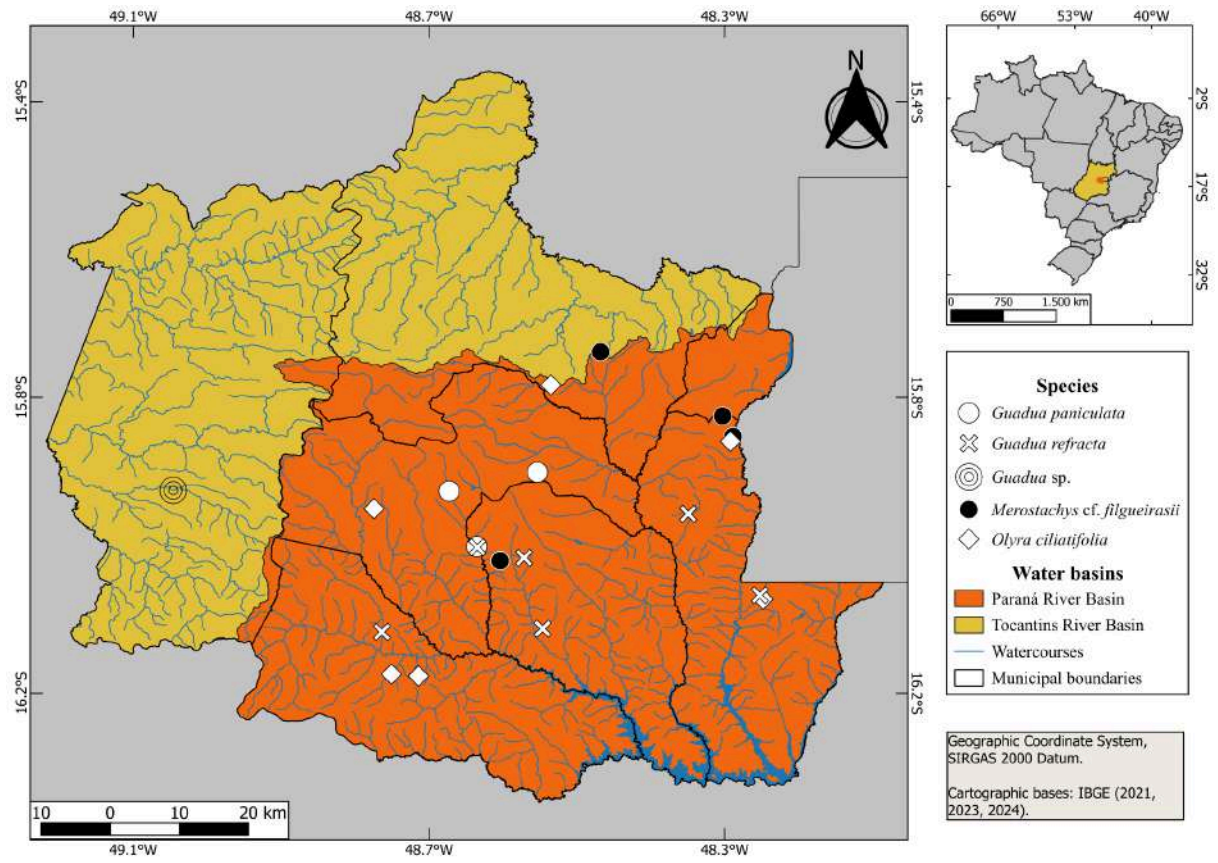 49.1°W 48.7°W 48.3°W
15.4°S 15.4°S
N
15.8°S 15.8°S
16.2°S 16.2°S
10 0 10 20 km
49.1°W 48.7°W 48.3°W
66°W 53°W 40°W
2°S
17°S
32°S
0 750 1.500 km
Species
Guadua paniculata
Guadua refracta
Guadua sp.
Merostachys cf. filgueirasii
Olyra ciliatifolia
Water basins
Paraná River Basin
Tocantins River Basin
Watercourses
Municipal boundaries
Geographic Coordinate System,
SIRGAS 2000 Datum.
Cartographic bases: IBGE (2021,
2023, 2024).